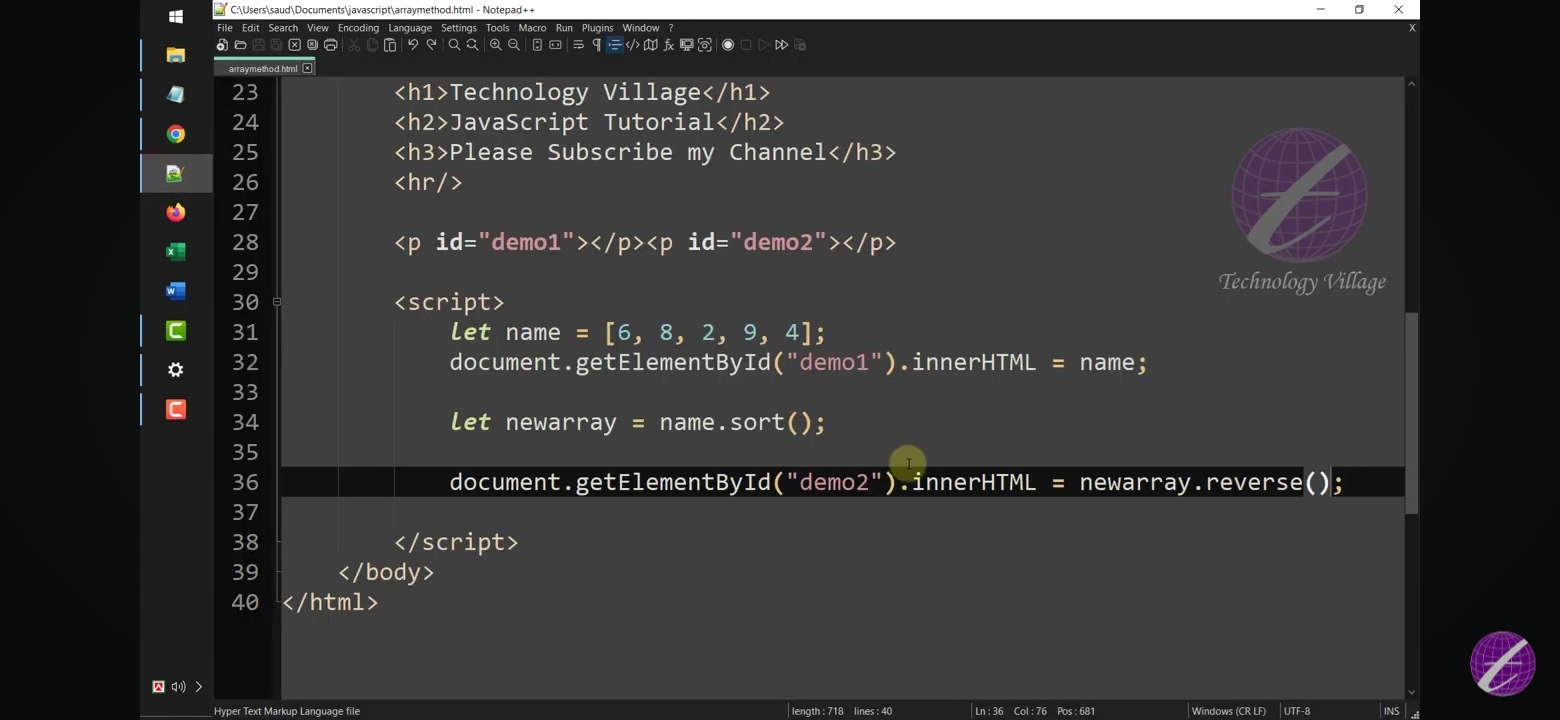 C:\Users\saud\Documents\javascript\arraymethod.html - Notepad++
File Edit Search View Encoding Language Settings Tools Macro Run Plugins Window ? X
arraymethod.html
23 <h1>Technology Village</h1>
24 <h2>JavaScript Tutorial</h2>
25 <h3>Please Subscribe my Channel</h3>
26 <hr/>
27
28 <p id="demo1"></p><p id="demo2"></p>
29
30 <script>
31 let name = [6, 8, 2, 9, 4];
32 document.getElementById("demo1").innerHTML = name;
33
34 let newarray = name.sort();
35
36 document.getElementById("demo2").innerHTML = newarray.reverse();
37
38 </script>
39 </body>
40 </html>
Technology Village
Hyper Text Markup Language file length : 718 lines : 40 Ln : 36 Col : 76 Pos : 681 Windows (CR LF) UTF-8 INS